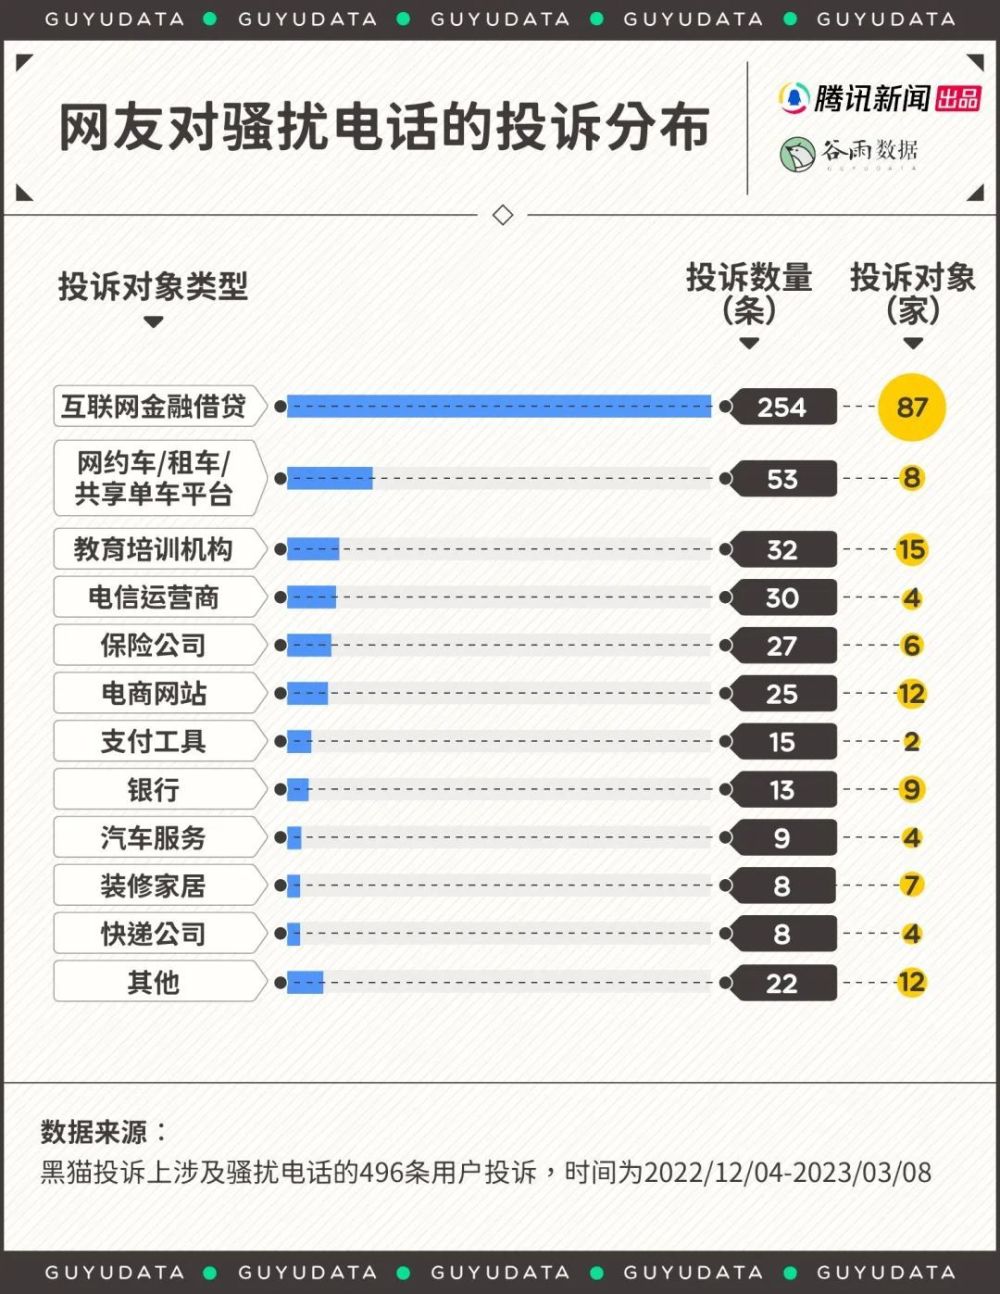 GUYUDATA ● GUYUDATA ● GUYUDATA ● GUYUDATA ● GUYUDATA
网友对骚扰电话的投诉分布
腾讯新闻 出品
谷雨数据
GUYUDATA
投诉对象类型
投诉数量
(条)
投诉对象
(家)
互联网金融借贷 254 87
网约车/租车/
共享单车平台 53 8
教育培训机构 32 15
电信运营商 30 4
保险公司 27 6
电商网站 25 12
支付工具 15 2
银行 13 9
汽车服务 9 4
装修家居 8 7
快递公司 8 4
其他 22 12
数据来源：
黑猫投诉上涉及骚扰电话的496条用户投诉，时间为2022/12/04-2023/03/08
GUYUDATA ● GUYUDATA ● GUYUDATA ● GUYUDATA ● GUYUDATA